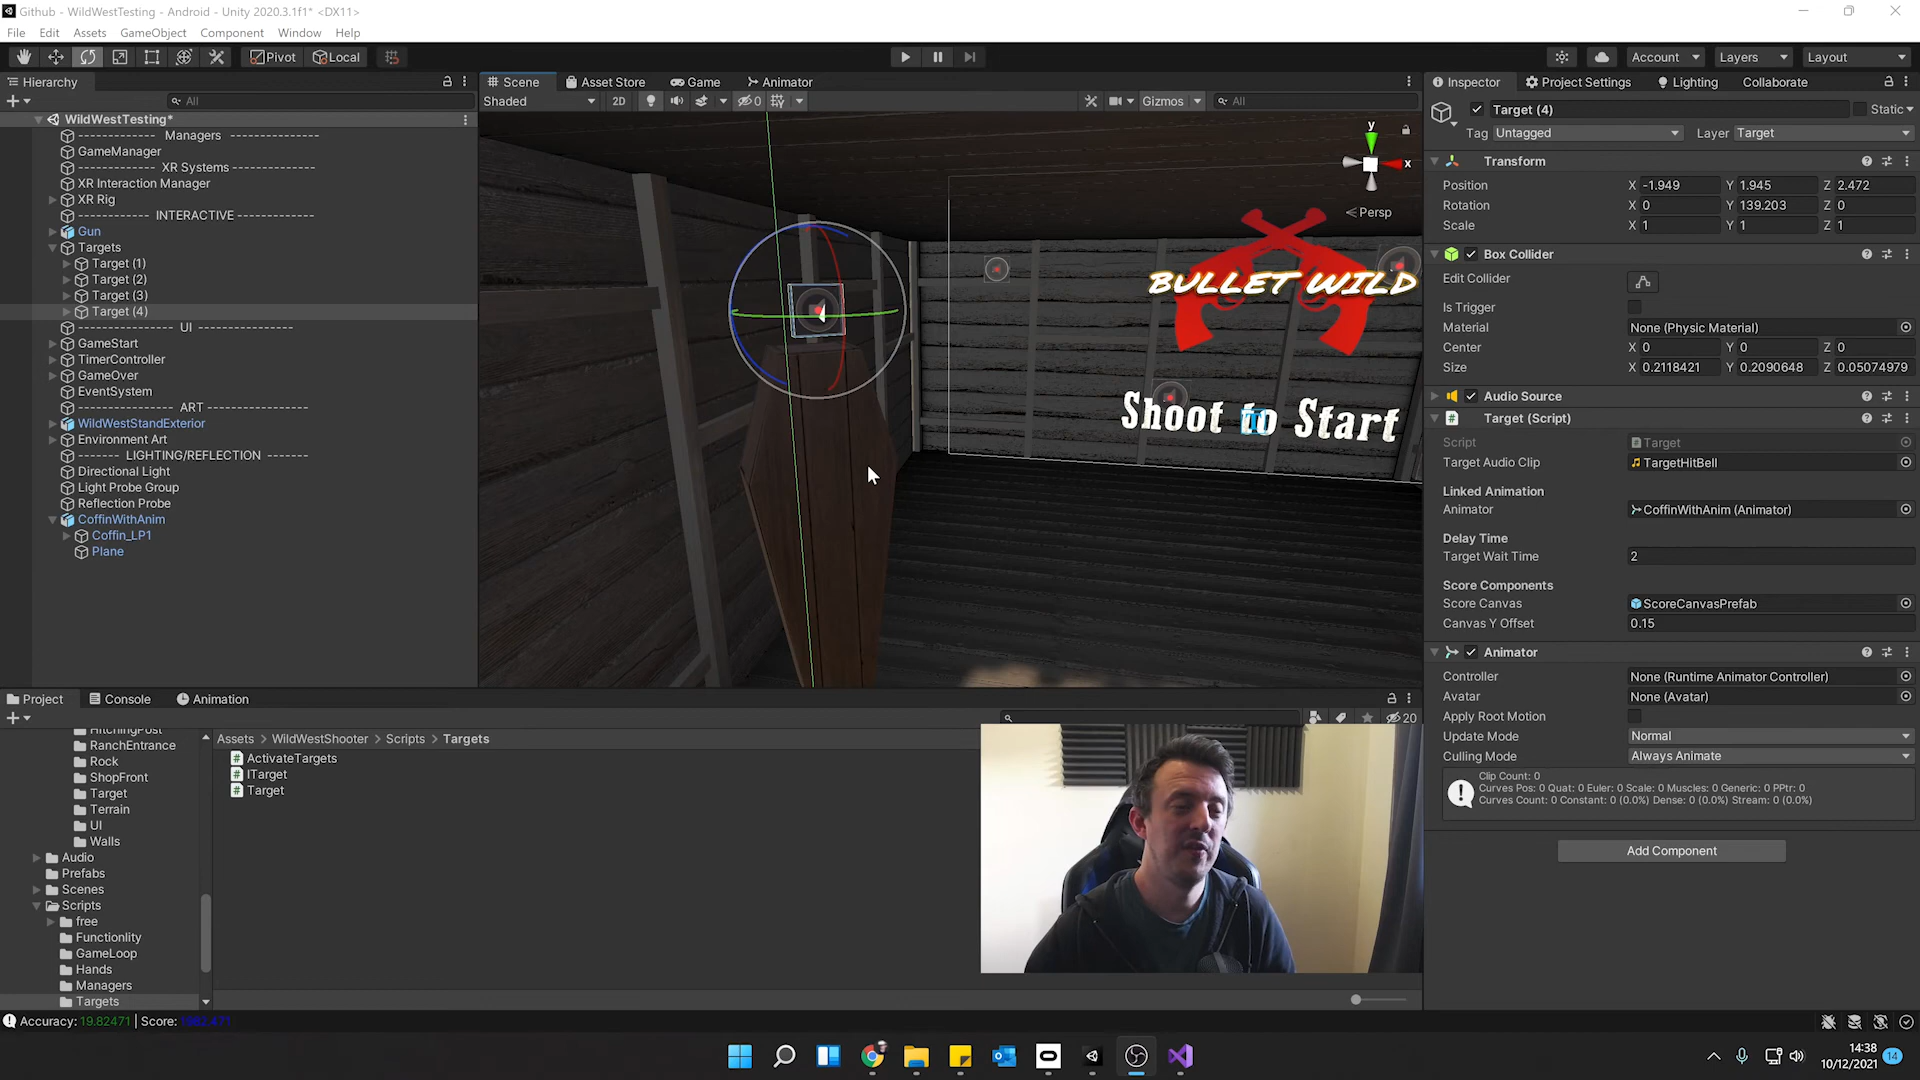 Github - WildWestTesting - Android - Unity 2020.3.1f1* <DX11>
File Edit Assets GameObject Component Window Help
Pivot Local Account Layers Layout
Hierarchy
All
WildWestTesting*
------------ Managers ---------------
GameManager
------------ XR Systems --------------
XR Interaction Manager
XR Rig
------------ INTERACTIVE -------------
Gun
Targets
Target (1)
Target (2)
Target (3)
Target (4)
---------------- UI ----------------
GameStart
TimerController
GameOver
EventSystem
---------------- ART -----------------
WildWestStandExterior
Environment Art
------- LIGHTING/REFLECTION -------
Directional Light
Light Probe Group
Reflection Probe
CoffinWithAnim
Coffin_LP1
Plane
Scene Asset Store Game Animator
Shaded 2D 0 Gizmos All
y
x
Persp
BULLET WILD
Shoot to Start
Inspector Project Settings Lighting Collaborate
Target (4) Static
Tag Untagged Layer Target
Transform
Position X -1.949 Y 1.945 Z 2.472
Rotation X 0 Y 139.203 Z 0
Scale X 1 Y 1 Z 1
Box Collider
Edit Collider
Is Trigger
Material None (Physic Material)
Center X 0 Y 0 Z 0
Size X 0.2118421 Y 0.2090648 Z 0.05074979
Audio Source
Target (Script)
Script Target
Target Audio Clip TargetHitBell
Linked Animation
Animator CoffinWithAnim (Animator)
Delay Time
Target Wait Time 2
Score Components
Score Canvas ScoreCanvasPrefab
Canvas Y Offset 0.15
Animator
Controller None (Runtime Animator Controller)
Avatar None (Avatar)
Apply Root Motion
Update Mode Normal
Culling Mode Always Animate
Clip Count: 0
Curves Pos: 0 Quat: 0 Euler: 0 Scale: 0 Muscles: 0 Generic: 0 PPtr: 0
Curves Count: 0 Constant: 0 (0.0%) Dense: 0 (0.0%) Stream: 0 (0.0%)
Add Component
Project Console Animation
20
HitchingPost
RanchEntrance
Rock
ShopFront
Target
Terrain
UI
Walls
Audio
Prefabs
Scenes
Scripts
free
Functionlity
GameLoop
Hands
Managers
Targets
Assets > WildWestShooter > Scripts > Targets
ActivateTargets
ITarget
Target
Accuracy: 19.82471 | Score:
14:38
10/12/2021
14